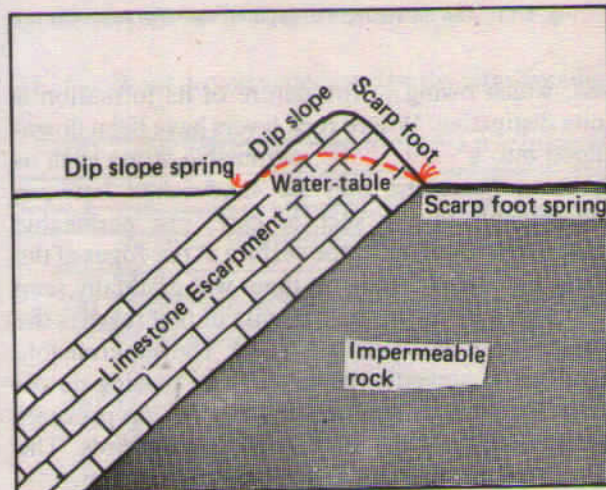 Dip slope
Scarp foot
Dip slope spring
Water-table
Scarp foot spring
Limestone Escarpment
Impermeable
rock